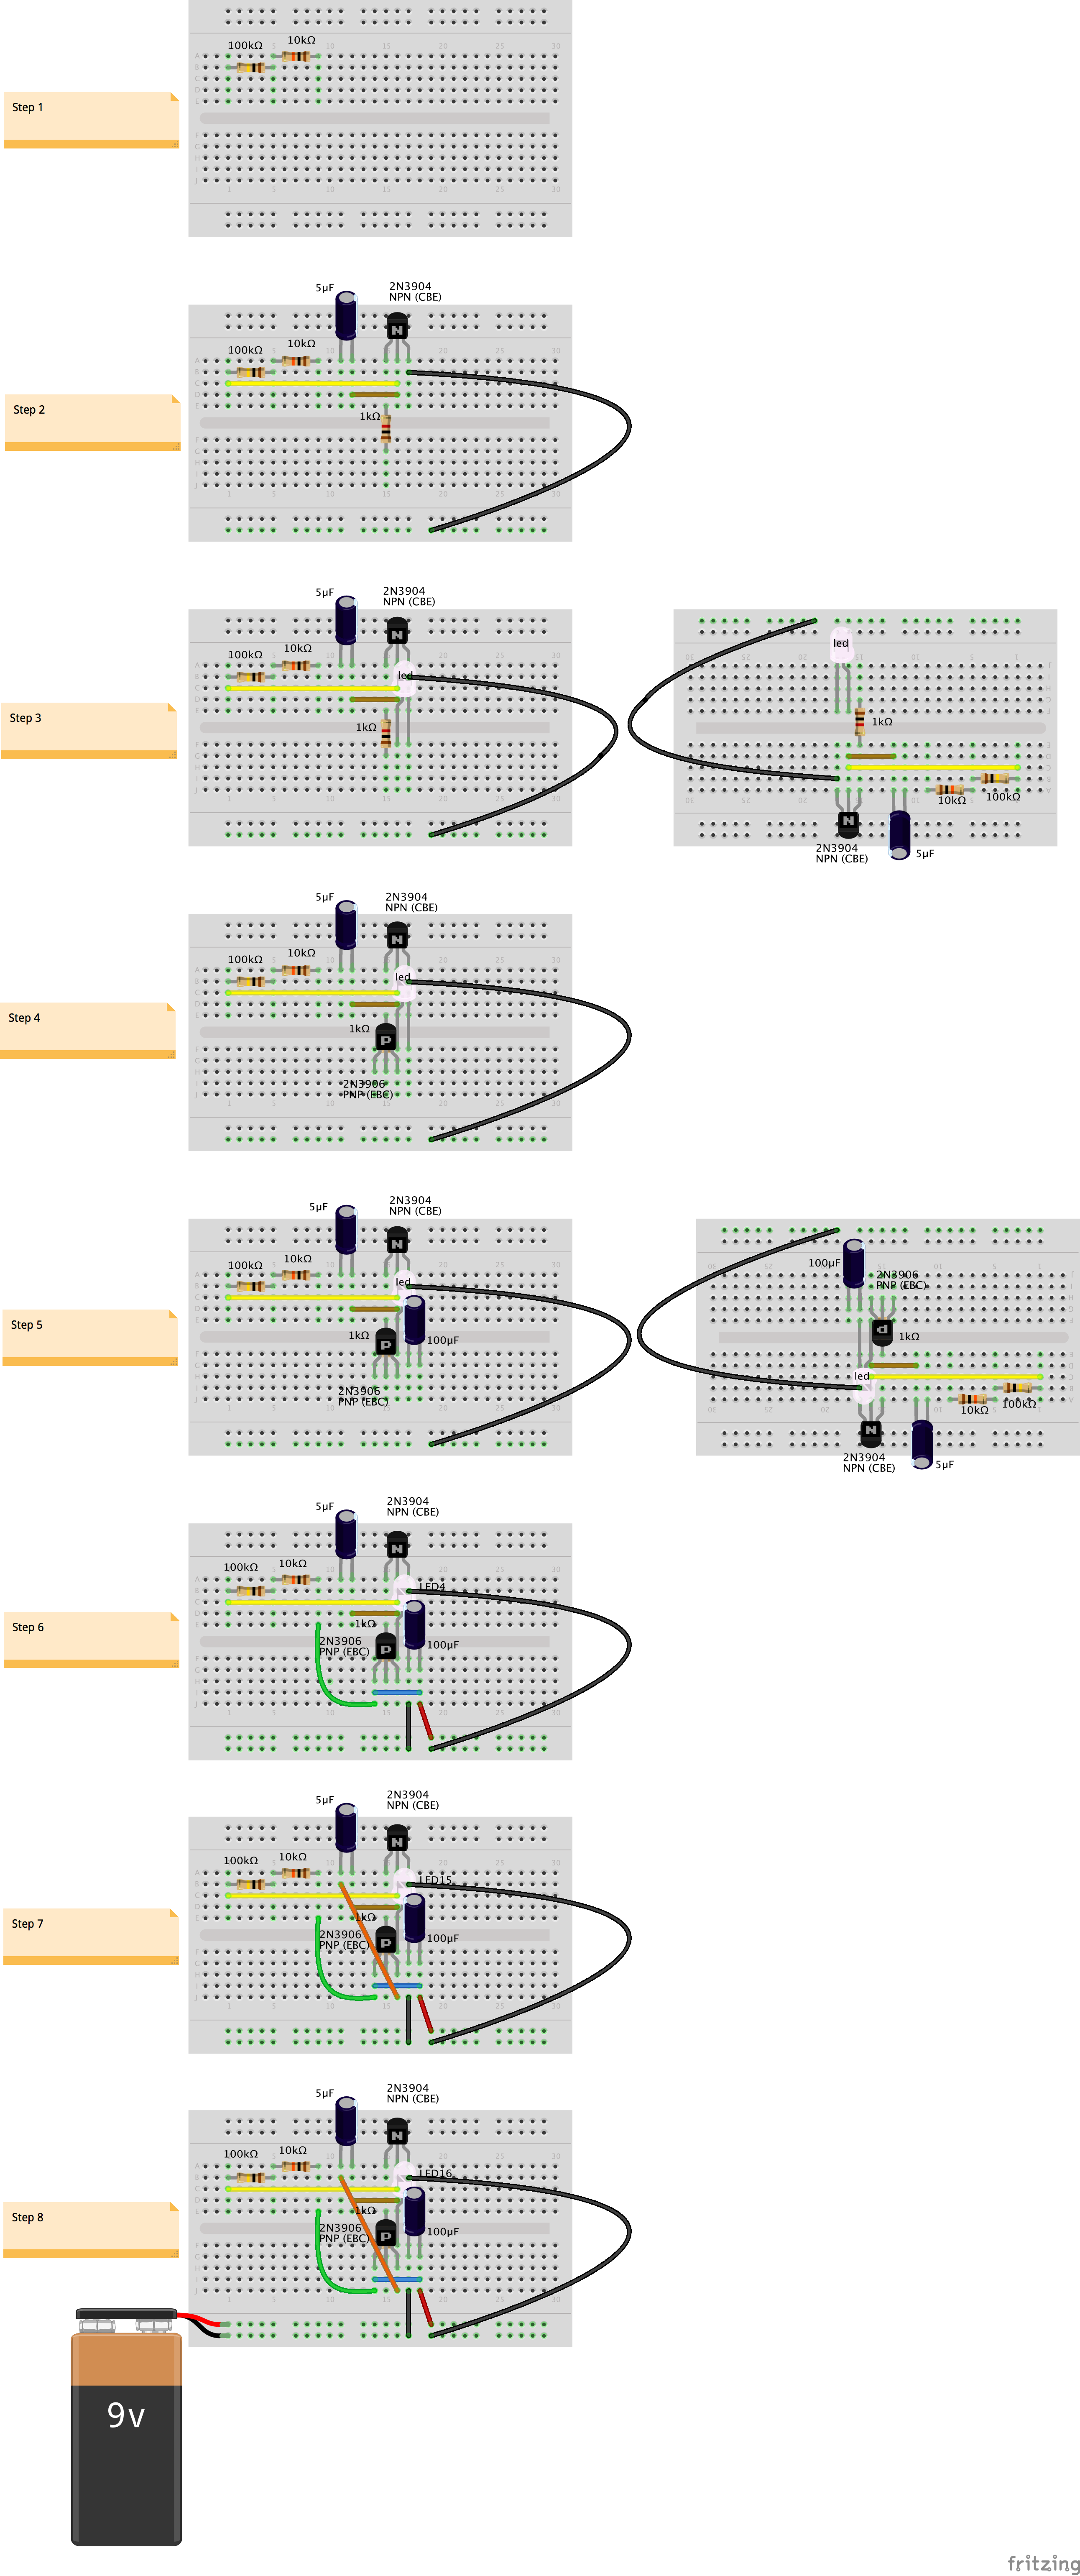 100kΩ
10kΩ
Step 1
5µF
2N3904
NPN (CBE)
100kΩ
10kΩ
Step 2
1kΩ
5µF
2N3904
NPN (CBE)
100kΩ
10kΩ
led
Step 3
1kΩ
led
1kΩ
10kΩ
100kΩ
2N3904
NPN (CBE)
5µF
5µF
2N3904
NPN (CBE)
100kΩ
10kΩ
led
Step 4
1kΩ
P
2N3906
PNP (EBC)
5µF
2N3904
NPN (CBE)
100kΩ
10kΩ
led
Step 5
1kΩ
P
100µF
2N3906
PNP (EBC)
100µF
2N3906
PNP (EBC)
1kΩ
led
10kΩ
100kΩ
2N3904
NPN (CBE)
5µF
5µF
2N3904
NPN (CBE)
100kΩ
10kΩ
LED4
Step 6
1kΩ
2N3906
PNP (EBC)
P
100µF
5µF
2N3904
NPN (CBE)
100kΩ
10kΩ
LED15
Step 7
1kΩ
2N3906
PNP (EBC)
P
100µF
5µF
2N3904
NPN (CBE)
100kΩ
10kΩ
LED16
Step 8
1kΩ
2N3906
PNP (EBC)
P
100µF
9v
fritzing